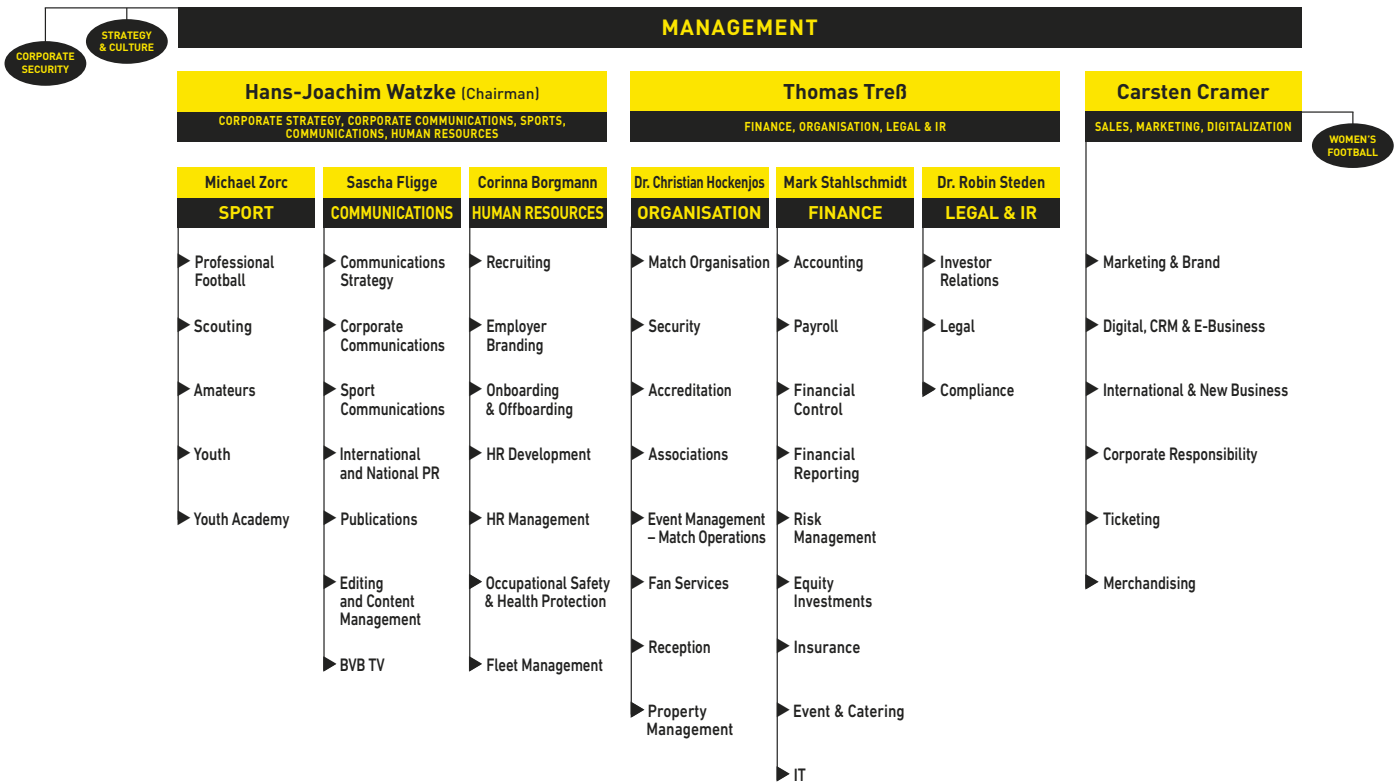 MANAGEMENT
STRATEGY
& CULTURE
CORPORATE
SECURITY
Hans-Joachim Watzke (Chairman)
CORPORATE STRATEGY, CORPORATE COMMUNICATIONS, SPORTS,
COMMUNICATIONS, HUMAN RESOURCES
Thomas Treß
FINANCE, ORGANISATION, LEGAL & IR
Carsten Cramer
SALES, MARKETING, DIGITALIZATION
WOMEN'S
FOOTBALL
Michael Zorc
SPORT
Professional
Football
Scouting
Amateurs
Youth
Youth Academy
Sascha Fligge
COMMUNICATIONS
Communications
Strategy
Corporate
Communications
Sport
Communications
International
and National PR
Publications
Editing
and Content
Management
BVB TV
Corinna Borgmann
HUMAN RESOURCES
Recruiting
Employer
Branding
Onboarding
& Offboarding
HR Development
HR Management
Occupational Safety
& Health Protection
Fleet Management
Dr. Christian Hockenjos
ORGANISATION
Match Organisation
Security
Accreditation
Associations
Event Management
– Match Operations
Fan Services
Reception
Property
Management
Mark Stahlschmidt
FINANCE
Accounting
Payroll
Financial
Control
Financial
Reporting
Risk
Management
Equity
Investments
Insurance
Event & Catering
IT
Dr. Robin Steden
LEGAL & IR
Investor
Relations
Legal
Compliance
Marketing & Brand
Digital, CRM & E-Business
International & New Business
Corporate Responsibility
Ticketing
Merchandising